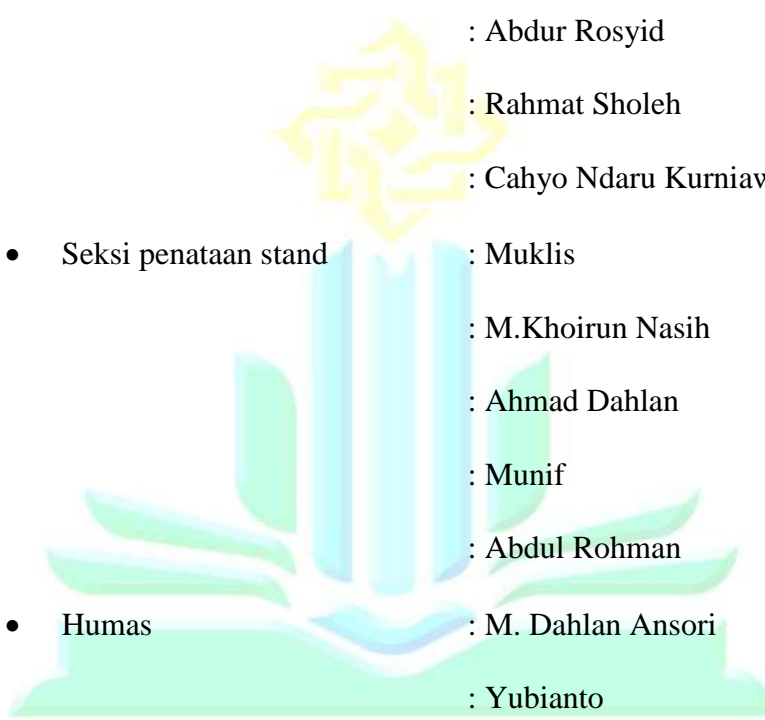 : Abdur Rosyid
: Rahmat Sholeh
: Cahyo Ndaru
• Seksi penataan stand : Muklis
: M.Khoirun Nasih
: Ahmad Dahlan
: Munif
: Abdul Rohman
• Humas : M. Dahlan Ansori
: Yubianto